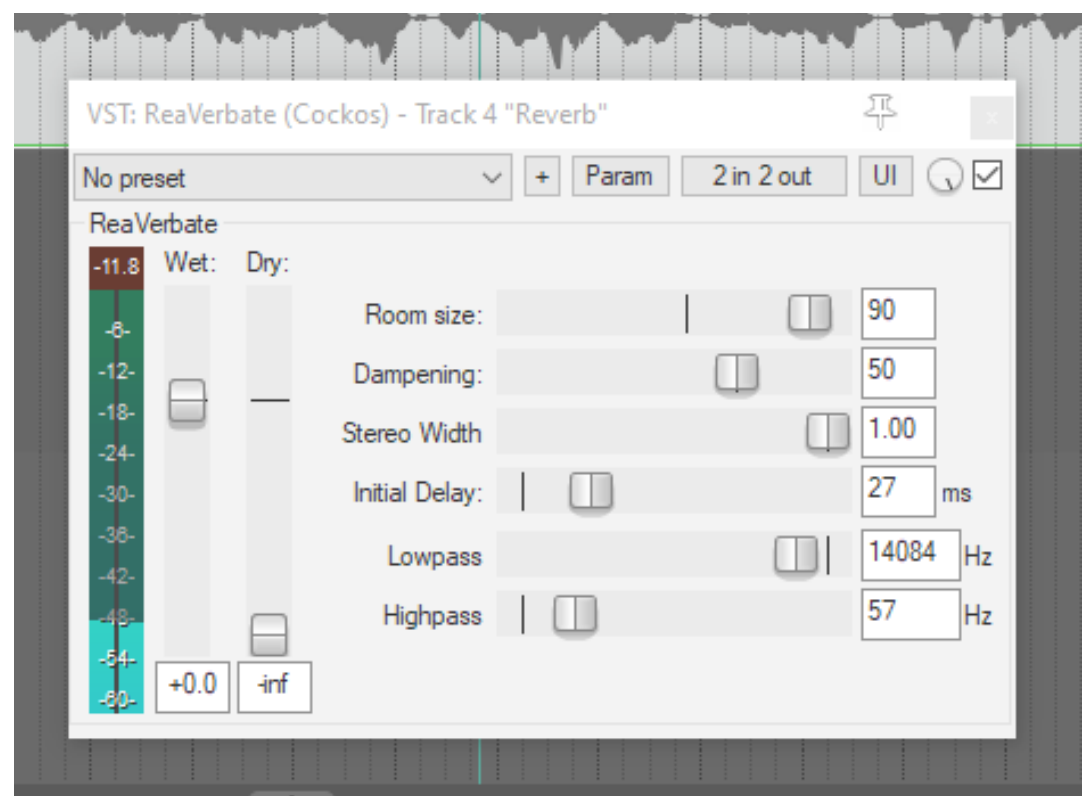 VST: ReaVerbate (Cockos) - Track 4 "Reverb"
No preset + Param 2 in 2 out UI
ReaVerbate
-11.8 Wet: Dry:
Room size: 90
-6-
-12- Dampening: 50
-18-
Stereo Width 1.00
-24-
-30- Initial Delay: 27 ms
-36-
Lowpass 14084 Hz
-42-
-48- Highpass 57 Hz
-54-
-60- +0.0 -inf